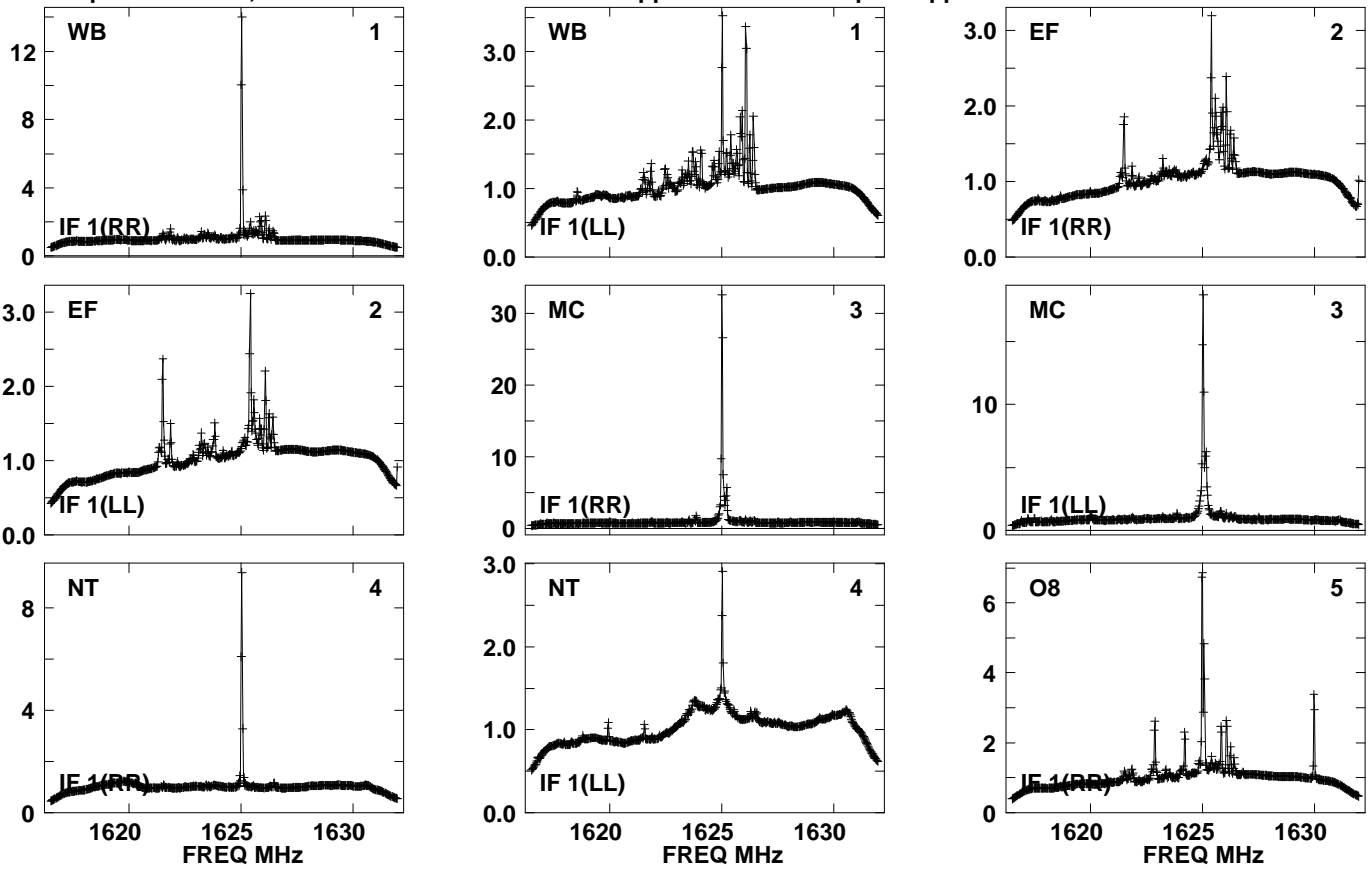 WB 1
12
8
4
0
IF 1(RR)
WB 1
3.0
2.0
1.0
0.0
IF 1(LL)
EF 2
3.0
2.0
1.0
0.0
IF 1(RR)
EF 2
3.0
2.0
1.0
0.0
IF 1(LL)
MC 3
30
20
10
0
IF 1(RR)
MC 3
10
0
IF 1(LL)
NT 4
8
4
0
IF 1(RR)
1620 1625 1630
FREQ MHz
NT 4
3.0
2.0
1.0
0.0
IF 1(LL)
1620 1625 1630
FREQ MHz
O8 5
6
4
2
0
IF 1(RR)
1620 1625 1630
FREQ MHz